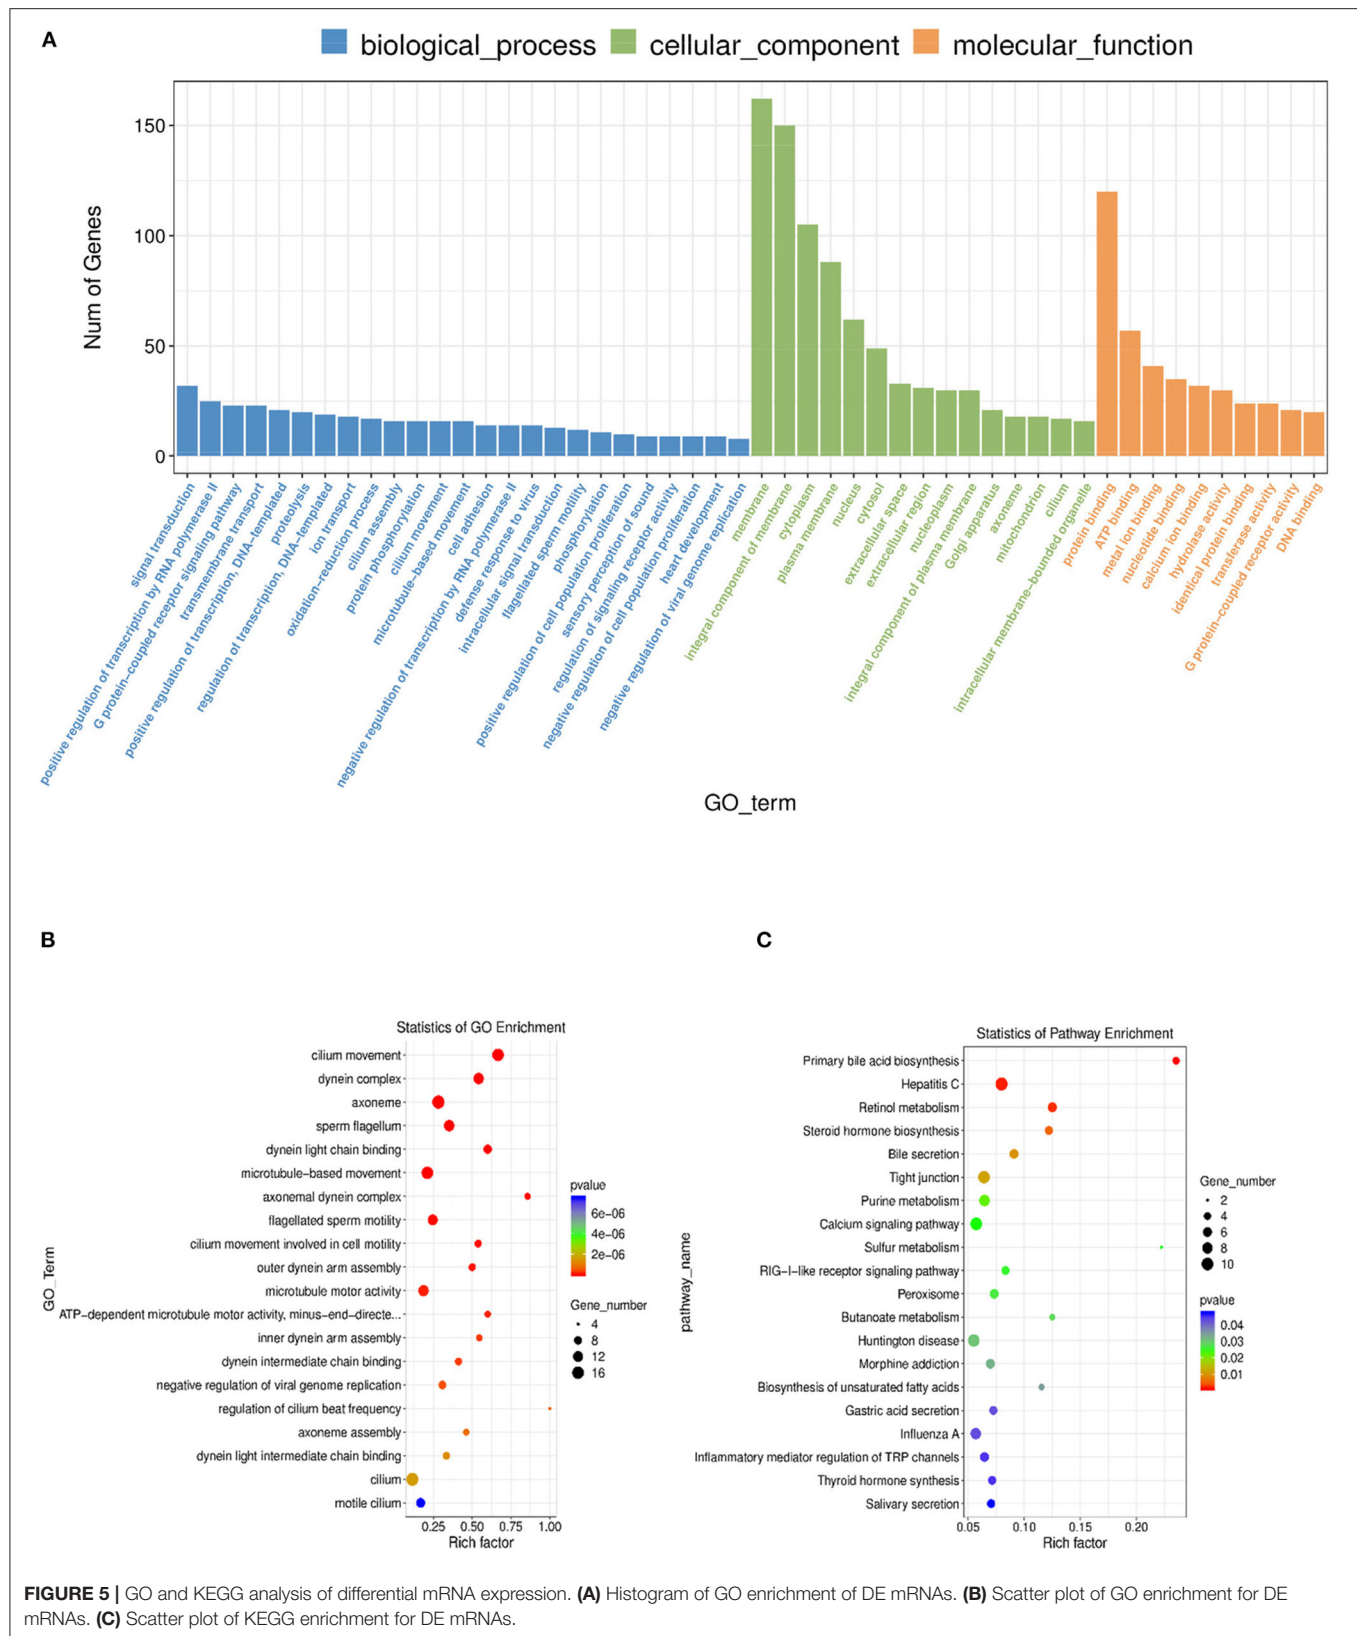 A
biological_process cellular_component molecular_function
Num of Genes
150
100
50
0
signal transduction
positive regulation of transcription by RNA polymerase II
G protein−coupled receptor signaling pathway
transmembrane transport
positive regulation of transcription, DNA−templated
proteolysis
regulation of transcription, DNA−templated
ion transport
oxidation−reduction process
cilium assembly
protein phosphorylation
cilium movement
microtubule−based movement
cell adhesion
negative regulation of transcription by RNA polymerase II
defense response to virus
intracellular signal transduction
flagellated sperm motility
phosphorylation
positive regulation of cell population proliferation
sensory perception of sound
regulation of signaling receptor activity
negative regulation of cell population proliferation
heart development
negative regulation of viral genome replication
membrane
integral component of membrane
cytoplasm
plasma membrane
nucleus
cytosol
extracellular space
extracellular region
nucleoplasm
integral component of plasma membrane
Golgi apparatus
axoneme
mitochondrion
cilium
intracellular membrane−bounded organelle
protein binding
ATP binding
metal ion binding
nucleotide binding
calcium ion binding
hydrolase activity
identical protein binding
transferase activity
G protein−coupled receptor activity
DNA binding
GO_term
B
Statistics of GO Enrichment
GO_Term
cilium movement
dynein complex
axoneme
sperm flagellum
dynein light chain binding
microtubule−based movement
axonemal dynein complex
flagellated sperm motility
cilium movement involved in cell motility
outer dynein arm assembly
microtubule motor activity
ATP−dependent microtubule motor activity, minus−end−directe...
inner dynein arm assembly
dynein intermediate chain binding
negative regulation of viral genome replication
regulation of cilium beat frequency
axoneme assembly
dynein light intermediate chain binding
cilium
motile cilium
0.25 0.50 0.75 1.00
Rich factor
pvalue
6e−06
4e−06
2e−06
Gene_number
4
8
12
16
C
Statistics of Pathway Enrichment
pathway_name
Primary bile acid biosynthesis
Hepatitis C
Retinol metabolism
Steroid hormone biosynthesis
Bile secretion
Tight junction
Purine metabolism
Calcium signaling pathway
Sulfur metabolism
RIG−I−like receptor signaling pathway
Peroxisome
Butanoate metabolism
Huntington disease
Morphine addiction
Biosynthesis of unsaturated fatty acids
Gastric acid secretion
Influenza A
Inflammatory mediator regulation of TRP channels
Thyroid hormone synthesis
Salivary secretion
0.05 0.10 0.15 0.20
Rich factor
Gene_number
2
4
6
8
10
pvalue
0.04
0.03
0.02
0.01
FIGURE 5 | GO and KEGG analysis of differential mRNA expression. (A) Histogram of GO enrichment of DE mRNAs. (B) Scatter plot of GO enrichment for DE
mRNAs. (C) Scatter plot of KEGG enrichment for DE mRNAs.